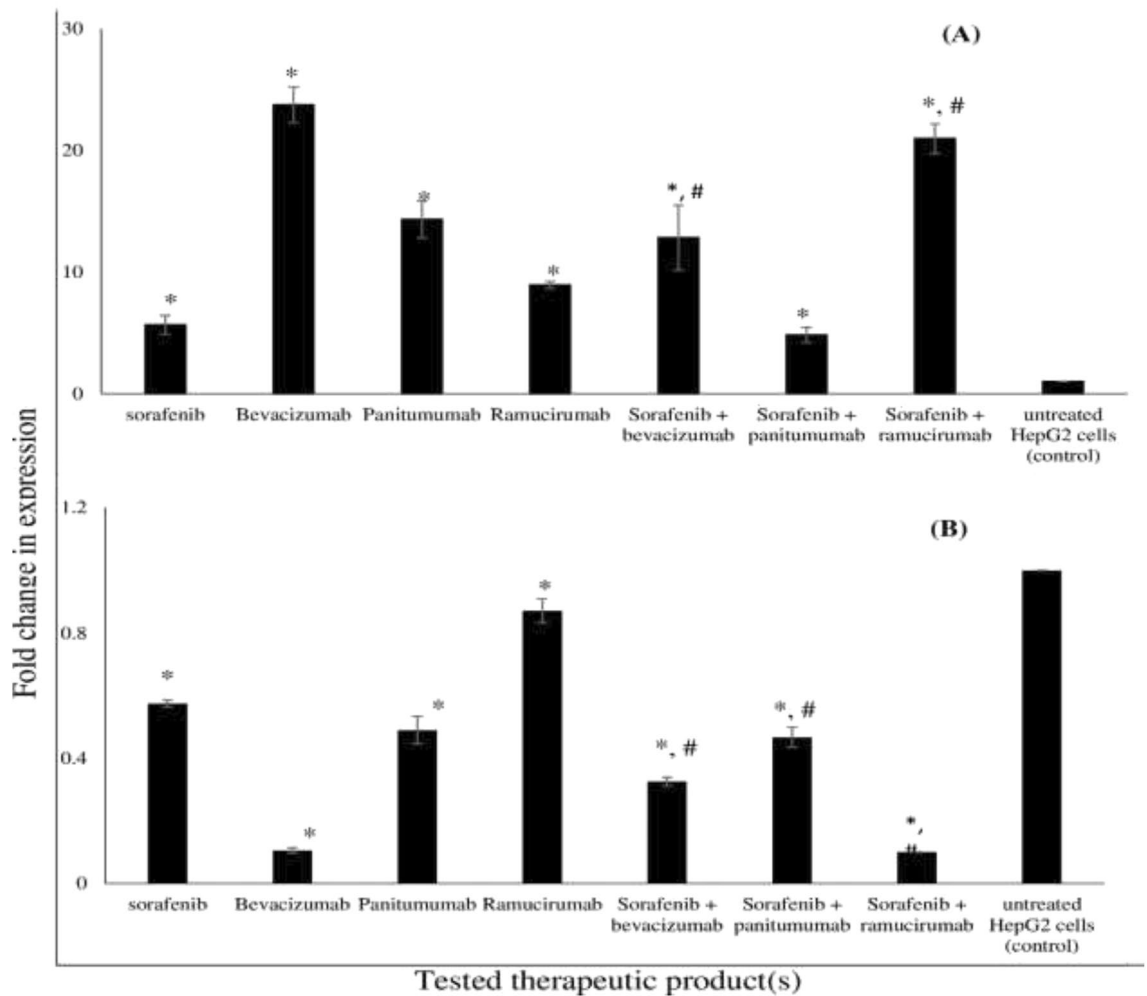 Fold change in expression
(A)
30
20
10
0
*
*
*
*
*, #
*
*, #
sorafenib
Bevacizumab
Panitumumab
Ramucirumab
Sorafenib +
bevacizumab
Sorafenib +
panitumumab
Sorafenib +
ramucirumab
untreated
HepG2 cells
(control)
(B)
1.2
0.8
0.4
0
*
*
*
*
*, #
*, #
*,
#
sorafenib
Bevacizumab
Panitumumab
Ramucirumab
Sorafenib +
bevacizumab
Sorafenib +
panitumumab
Sorafenib +
ramucirumab
untreated
HepG2 cells
(control)
Tested therapeutic product(s)